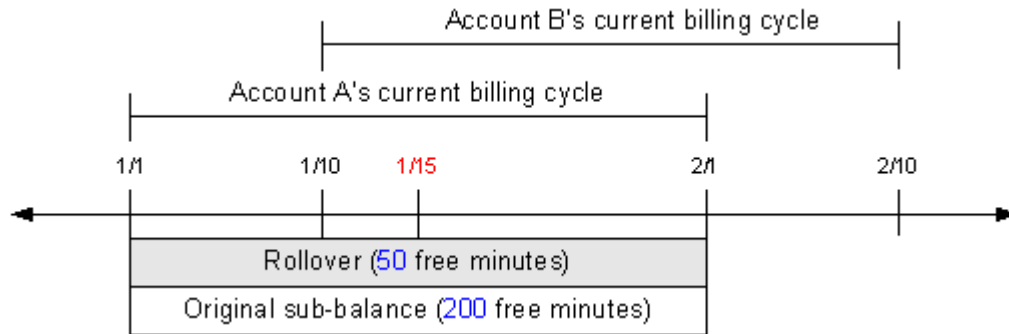 Account B's current billing cycle
Account A's current billing cycle
1/1 1/10 1/15 2/1 2/10
Rollover (50 free minutes)
Original sub-balance (200 free minutes)